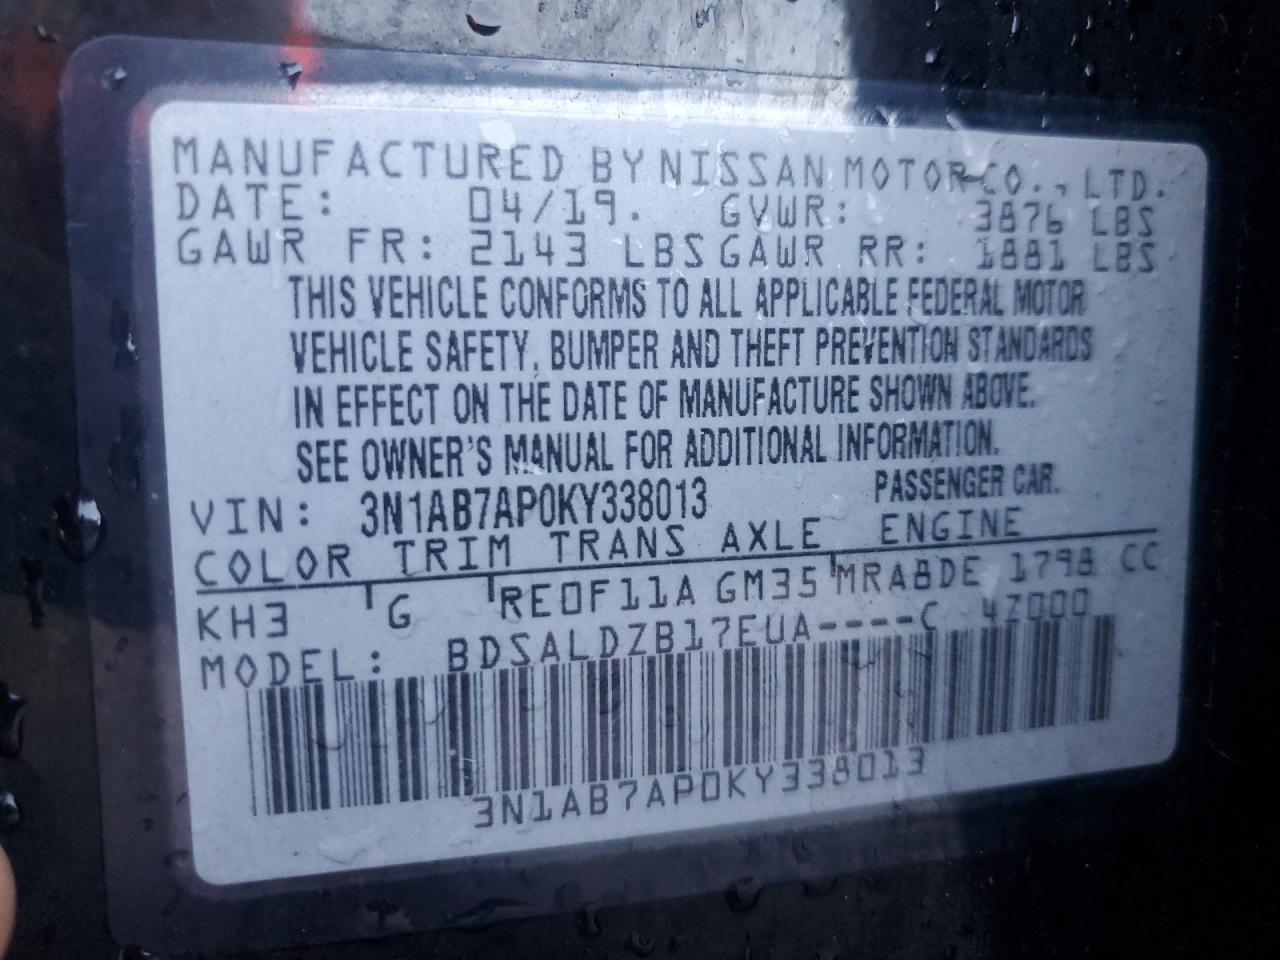 MANUFACTURED BY NISSAN MOTOR CO., LTD.
DATE: 04/19. GVWR: 3876 LBS
GAWR FR: 2143 LBS GAWR RR: 1881 LBS
THIS VEHICLE CONFORMS TO ALL APPLICABLE FEDERAL MOTOR
VEHICLE SAFETY, BUMPER AND THEFT PREVENTION STANDARDS
IN EFFECT ON THE DATE OF MANUFACTURE SHOWN ABOVE.
SEE OWNER'S MANUAL FOR ADDITIONAL INFORMATION.
VIN: 3N1AB7AP0KY338013 PASSENGER CAR.
COLOR TRIM TRANS AXLE ENGINE
KH3 G RE0F11A GM35 MRA8DE 1798 CC
MODEL: BDSALDZB17EUA----C 4Z000
3N1AB7AP0KY338013